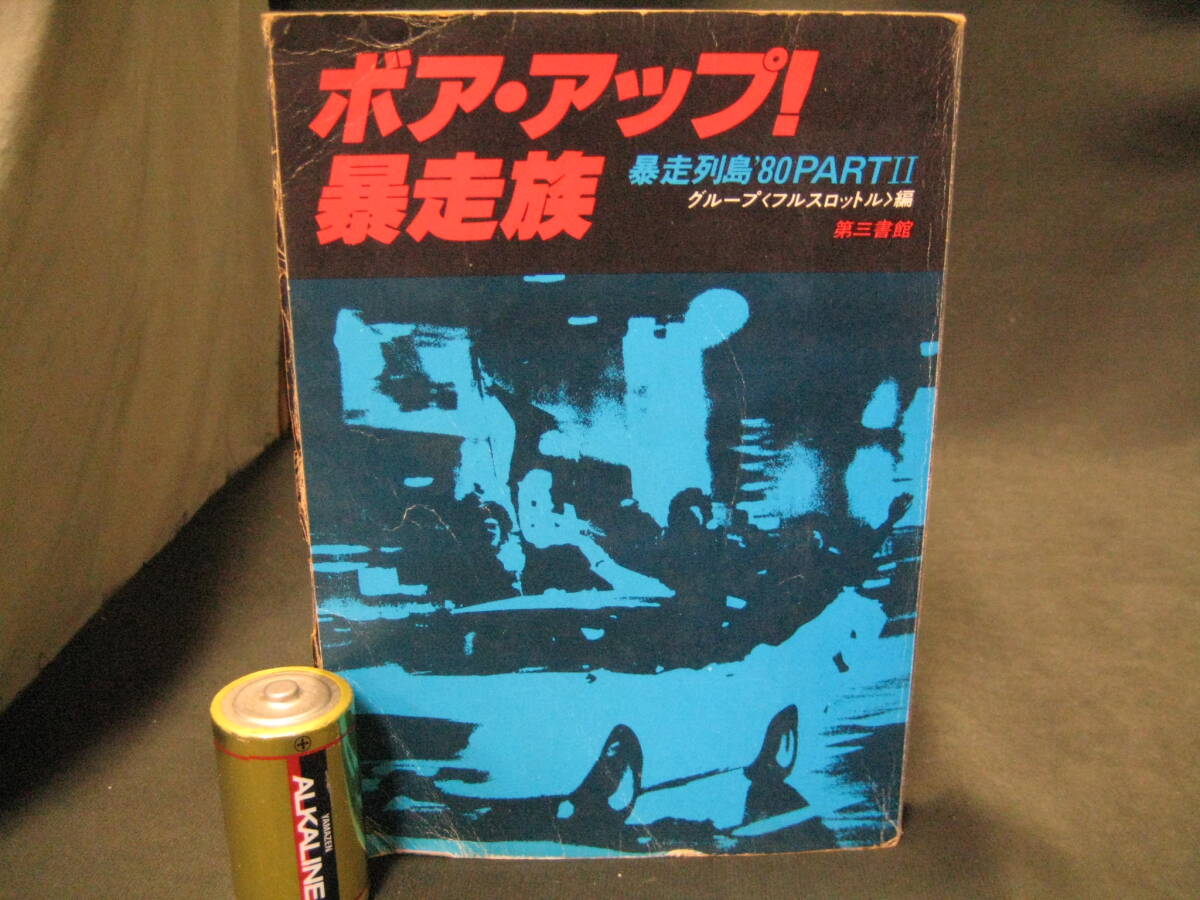 ボア・アップ!
暴走族
暴走列島'80PARTII
グループ〈フルスロットル〉編
第三書館
YAMAZEN
ALKALINE